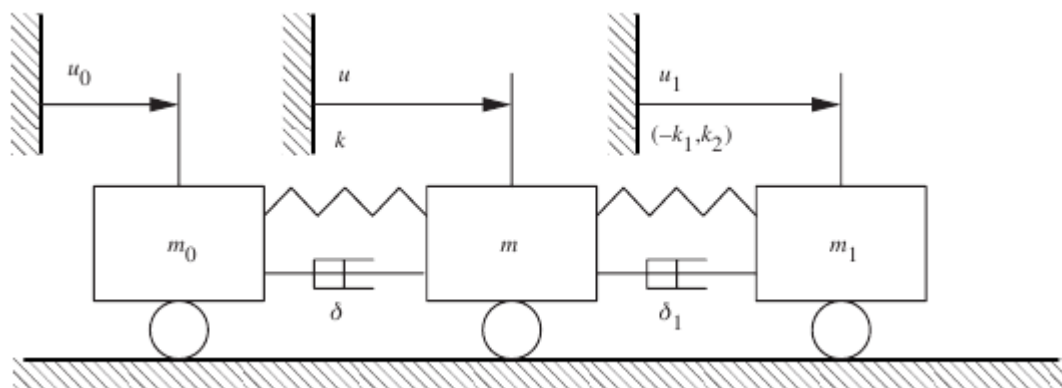 u₀ u u₁
k (–k₁,k₂)
m₀ m m₁
δ δ₁